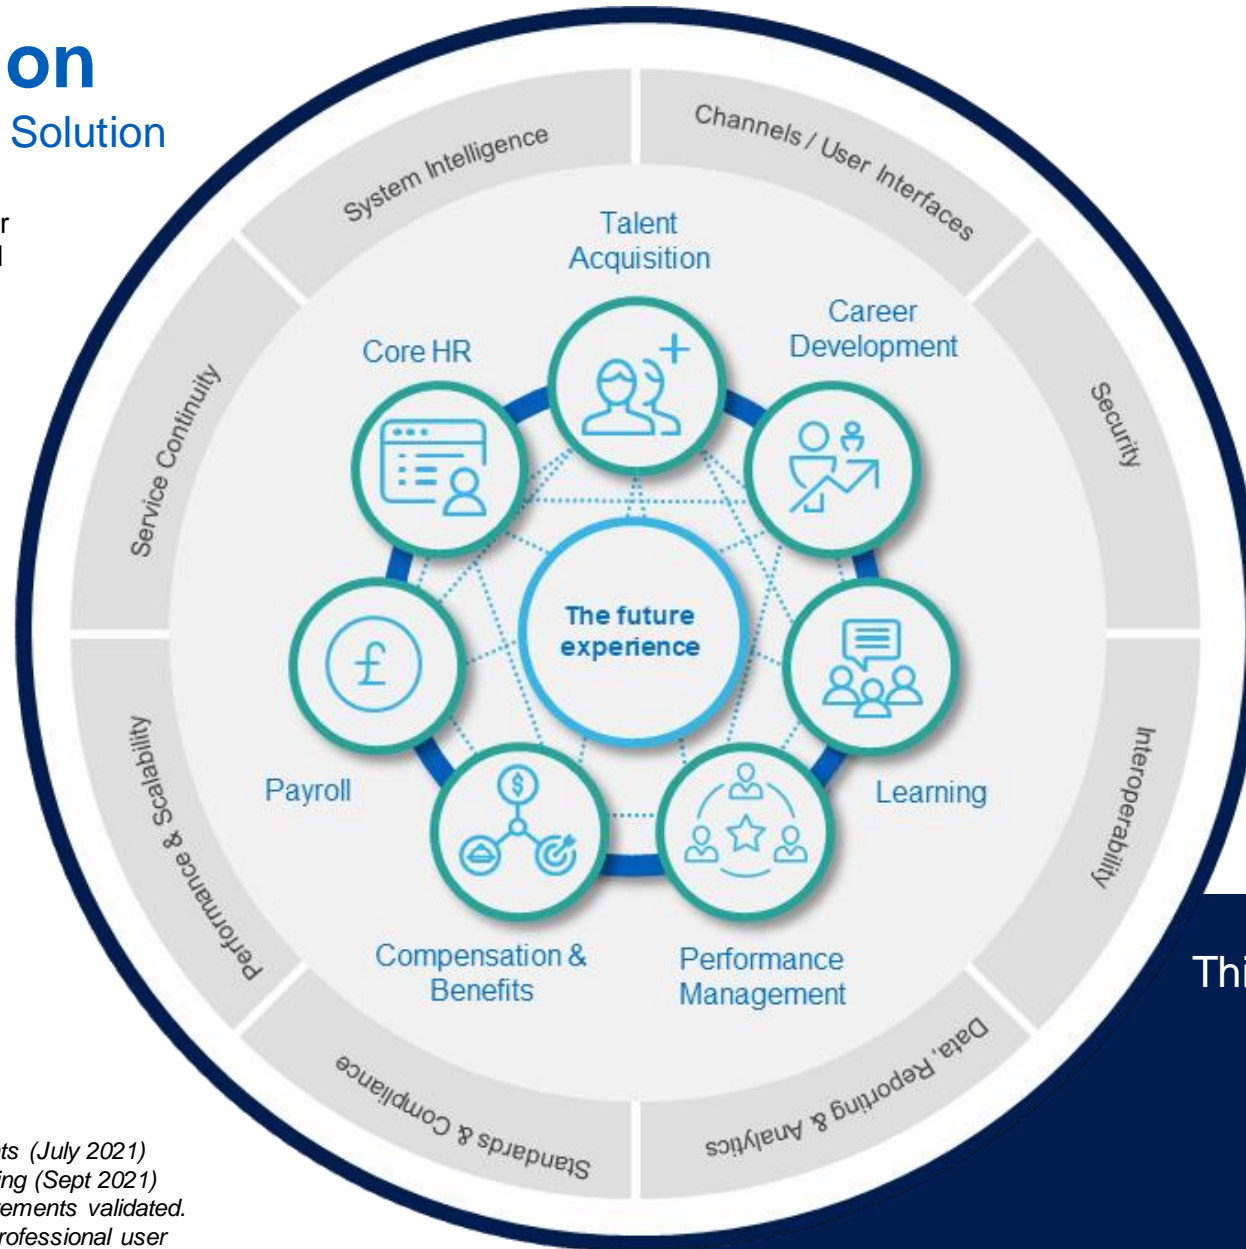 on
Solution
r
l
System Intelligence
Channels / User Interfaces
Security
Interoperability
Data, Reporting & Analytics
Standards & Compliance
Performance & Scalability
Service Continuity
Talent
Acquisition
Career
Development
Core HR
The future
experience
£
Payroll
Learning
$
Compensation &
Benefits
Performance
Management
Thi
ts (July 2021)
ing (Sept 2021)
rements validated.
rofessional user